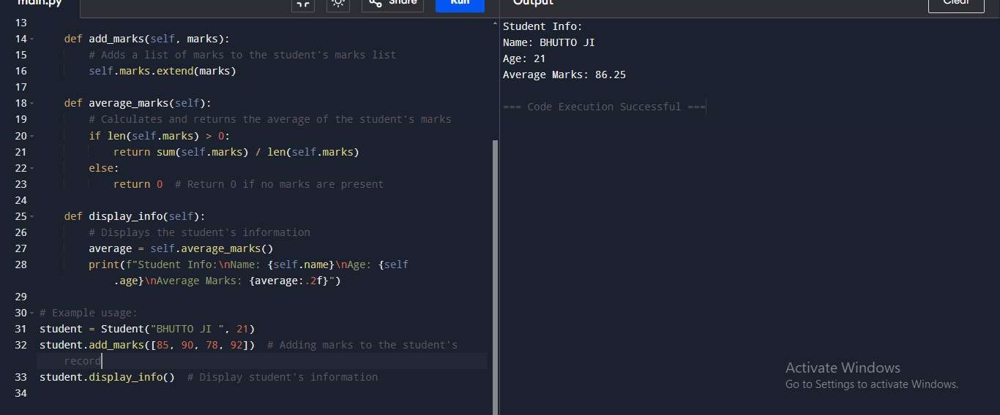 main.py
Share
Run
Output
Clear
13
14 def add_marks(self, marks):
15 # Adds a list of marks to the student's marks list
16 self.marks.extend(marks)
17
18 def average_marks(self):
19 # Calculates and returns the average of the student's marks
20 if len(self.marks) > 0:
21 return sum(self.marks) / len(self.marks)
22 else:
23 return 0  # Return 0 if no marks are present
24
25 def display_info(self):
26 # Displays the student's information
27 average = self.average_marks()
28 print(f"Student Info:\nName: {self.name}\nAge: {self
.age}\nAverage Marks: {average:.2f}")
29
30 # Example usage:
31 student = Student("BHUTTO JI ", 21)
32 student.add_marks([85, 90, 78, 92])  # Adding marks to the student's
record
33 student.display_info()  # Display student's information
34
Student Info:
Name: BHUTTO JI
Age: 21
Average Marks: 86.25
=== Code Execution Successful ===
Activate Windows
Go to Settings to activate Windows.